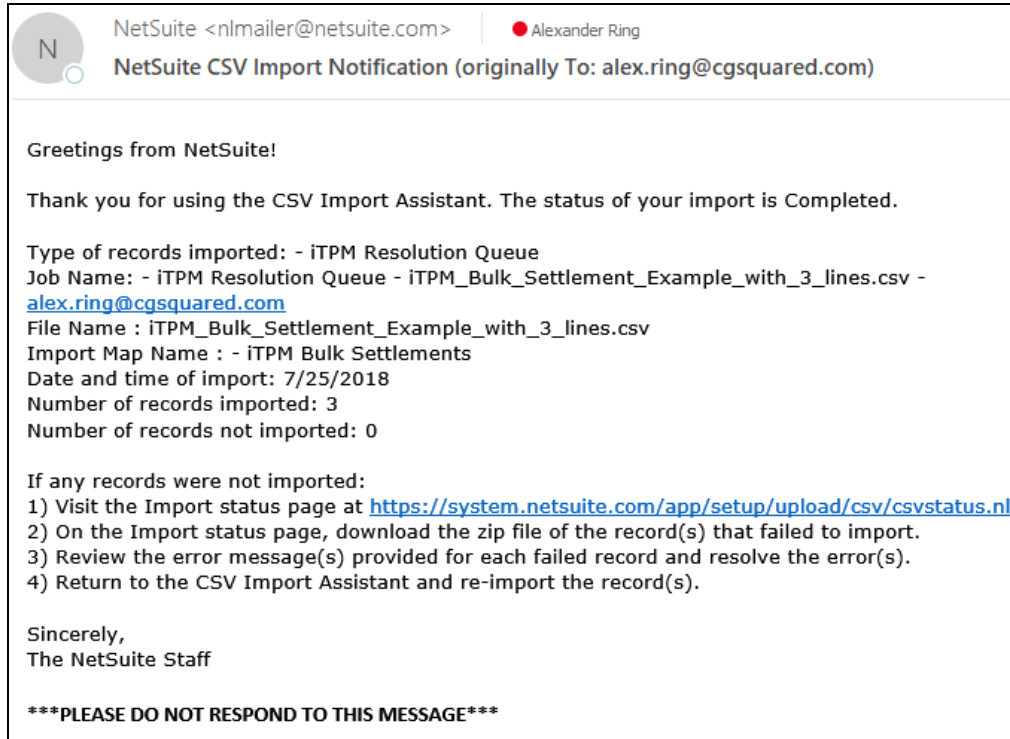 N
NetSuite <nlmailer@netsuite.com>
Alexander Ring
NetSuite CSV Import Notification (originally To: alex.ring@cgsquared.com)
Greetings from NetSuite!
Thank you for using the CSV Import Assistant. The status of your import is Completed.
Type of records imported: - iTPM Resolution Queue
Job Name: - iTPM Resolution Queue - iTPM_Bulk_Settlement_Example_with_3_lines.csv -
alex.ring@cgsquared.com
File Name : iTPM_Bulk_Settlement_Example_with_3_lines.csv
Import Map Name : - iTPM Bulk Settlements
Date and time of import: 7/25/2018
Number of records imported: 3
Number of records not imported: 0
If any records were not imported:
1) Visit the Import status page at https://system.netsuite.com/app/setup/upload/csv/csvstatus.nl
2) On the Import status page, download the zip file of the record(s) that failed to import.
3) Review the error message(s) provided for each failed record and resolve the error(s).
4) Return to the CSV Import Assistant and re-import the record(s).
Sincerely,
The NetSuite Staff
***PLEASE DO NOT RESPOND TO THIS MESSAGE***